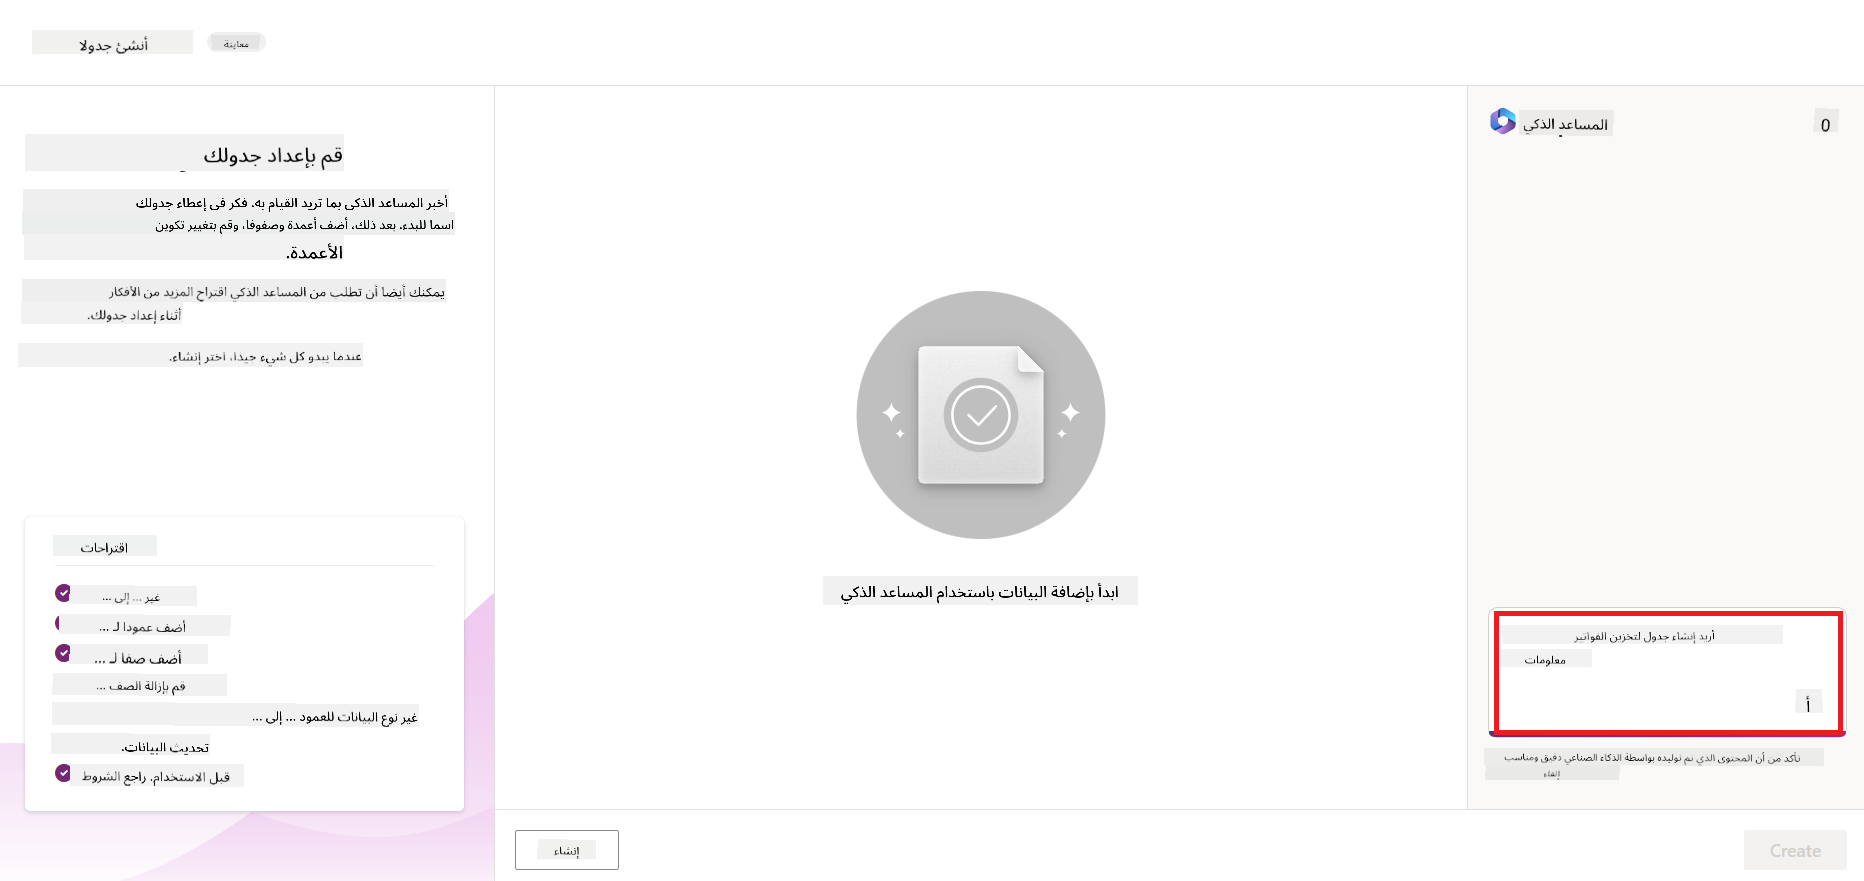 أنشئ جدولا
معاينة
قم بإعداد جدولك
أخبر المساعد الذكي بما تريد القيام به. فكر في إعطاء جدولك
اسما للبدء. بعد ذلك، أضف أعمدة وصفوفا، وقم بتغيير تكوين
الأعمدة.
يمكنك أيضا أن تطلب من المساعد الذكي اقتراح المزيد من الأفكار
أثناء إعداد جدولك.
عندما يبدو كل شيء جيدا، اختر إنشاء.
اقتراحات
غير ... إلى ...
أضف عمودا لـ ...
أضف صفا لـ ...
قم بإزالة الصف ...
غير نوع البيانات للعمود ... إلى ...
تحديث البيانات.
قبل الاستخدام. راجع الشروط
ابدأ بإضافة البيانات باستخدام المساعد الذكي
إنشاء
المساعد الذكي
0
أريد إنشاء جدول لتخزين الفواتير
معلومات
أ
تأكد من أن المحتوى الذي تم توليده بواسطة الذكاء الصناعي دقيق ومناسب
إلغاء
Create